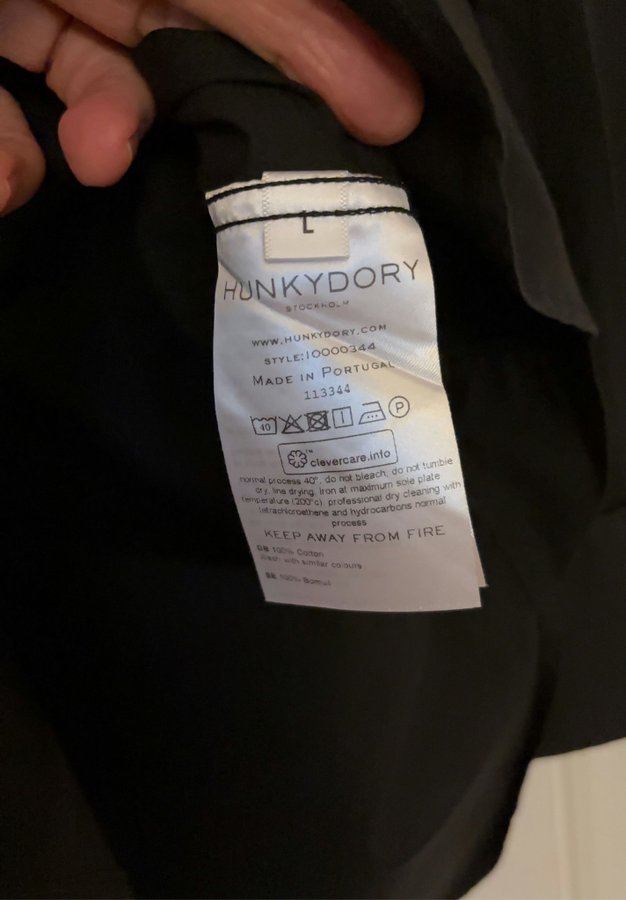 L
HUNKYDORY
STOCKHOLM
WWW.HUNKYDORY.COM
STYLE:10000344
MADE IN PORTUGAL
113344
40 P
clevercare.info
normal process 40°, do not bleach, do not tumble
dry, line drying, iron at maximum sole plate
temperature (200°c), professional dry cleaning with
tetrachloroethene and hydrocarbons normal
process
KEEP AWAY FROM FIRE
GB 100% Cotton
Wash with similar colours
SE 100% Bomull